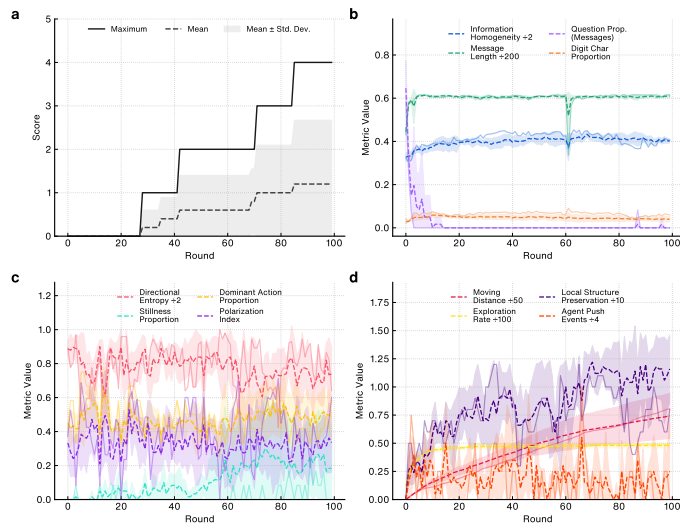 a
Maximum
Mean
Mean ± Std. Dev.
5
4
3
2
1
0
Score
0
20
40
60
80
100
Round
b
Information
Homogeneity ÷2
Message
Length ÷200
Question Prop.
(Messages)
Digit Char
Proportion
0.8
0.6
0.4
0.2
0.0
Metric Value
0
20
40
60
80
100
Round
c
Directional
Entropy ÷2
Stillness
Proportion
Dominant Action
Proportion
Polarization
Index
1.2
1.0
0.8
0.6
0.4
0.2
0.0
Metric Value
0
20
40
60
80
100
Round
d
Moving
Distance ÷50
Exploration
Rate ÷100
Local Structure
Preservation ÷10
Agent Push
Events ÷4
1.75
1.50
1.25
1.00
0.75
0.50
0.25
0.00
Metric Value
0
20
40
60
80
100
Round